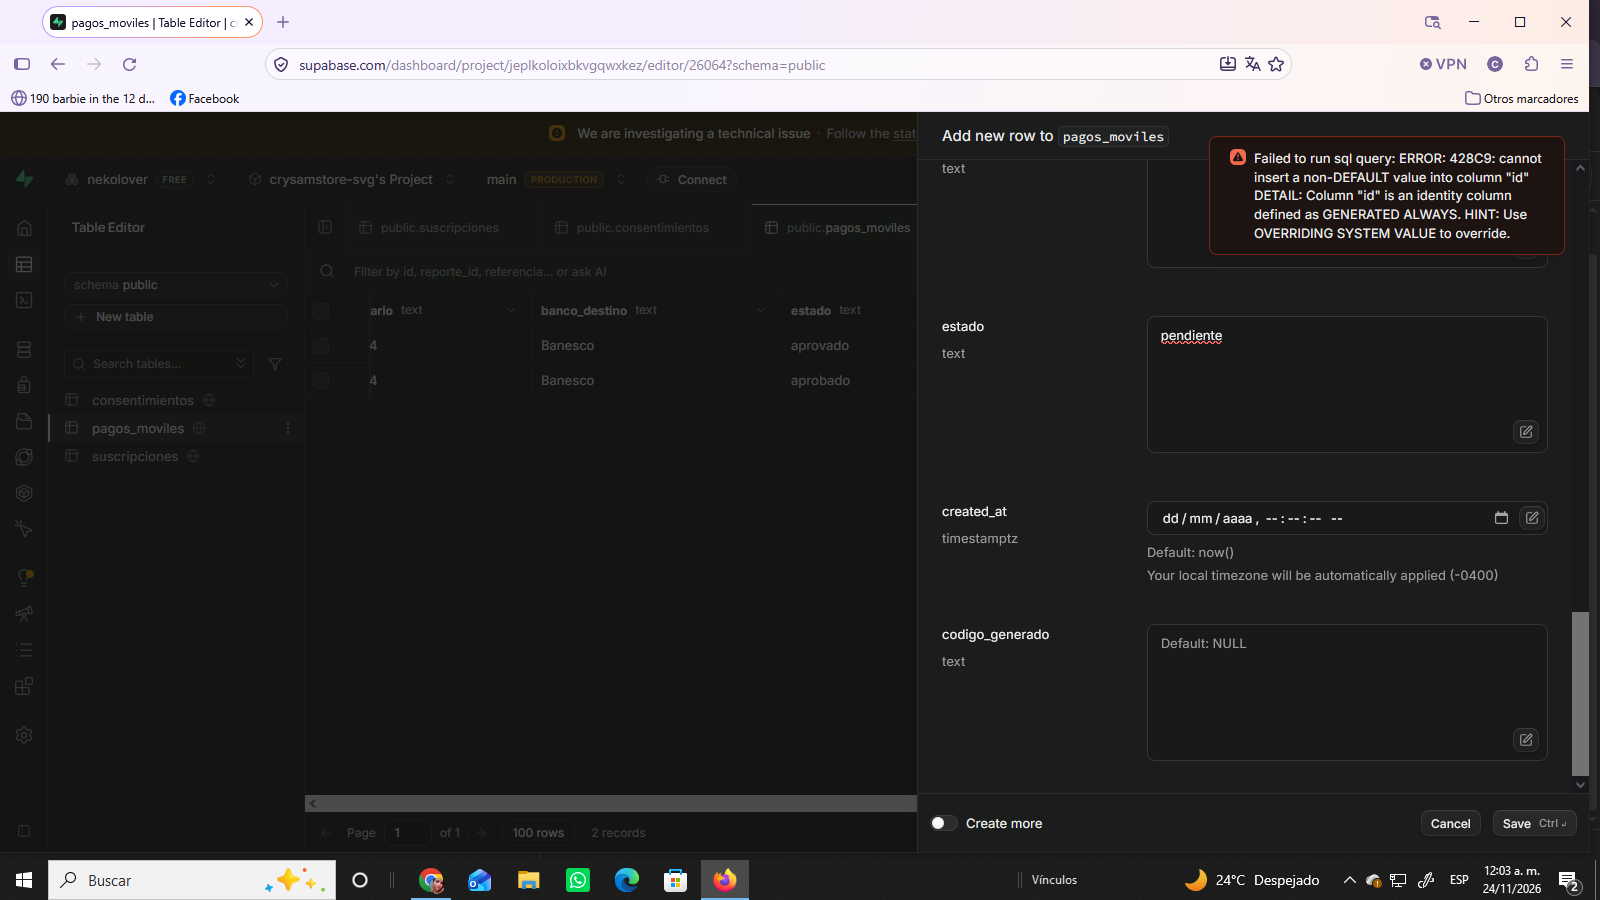 pagos_moviles | Table Editor | c
supabase.com/dashboard/project/jeplkoloixbkvgqwxkez/editor/26064?schema=public
VPN
C
190 barbie in the 12 d...
Facebook
Otros marcadores
We are investigating a technical issue · Follow the stat
nekolover FREE
crysamstore-svg's Project
main PRODUCTION
Connect
Table Editor
public.suscripciones
public.consentimientos
public.pagos_moviles
schema public
New table
Search tables...
consentimientos
pagos_moviles
suscripciones
Filter by id, reporte_id, referencia... or ask AI
ario text
banco_destino text
estado text
4 Banesco aprovado
4 Banesco aprobado
Page 1 of 1
100 rows
2 records
Add new row to pagos_moviles
Failed to run sql query: ERROR: 428C9: cannot
insert a non-DEFAULT value into column "id"
DETAIL: Column "id" is an identity column
defined as GENERATED ALWAYS. HINT: Use
OVERRIDING SYSTEM VALUE to override.
text
estado
text
pendiente
created_at
timestamptz
dd / mm / aaaa , -- : -- : -- --
Default: now()
Your local timezone will be automatically applied (-0400)
codigo_generado
text
Default: NULL
Create more
Cancel
Save Ctrl
Buscar
Vínculos
24°C Despejado
ESP
12:03 a. m.
24/11/2026
2